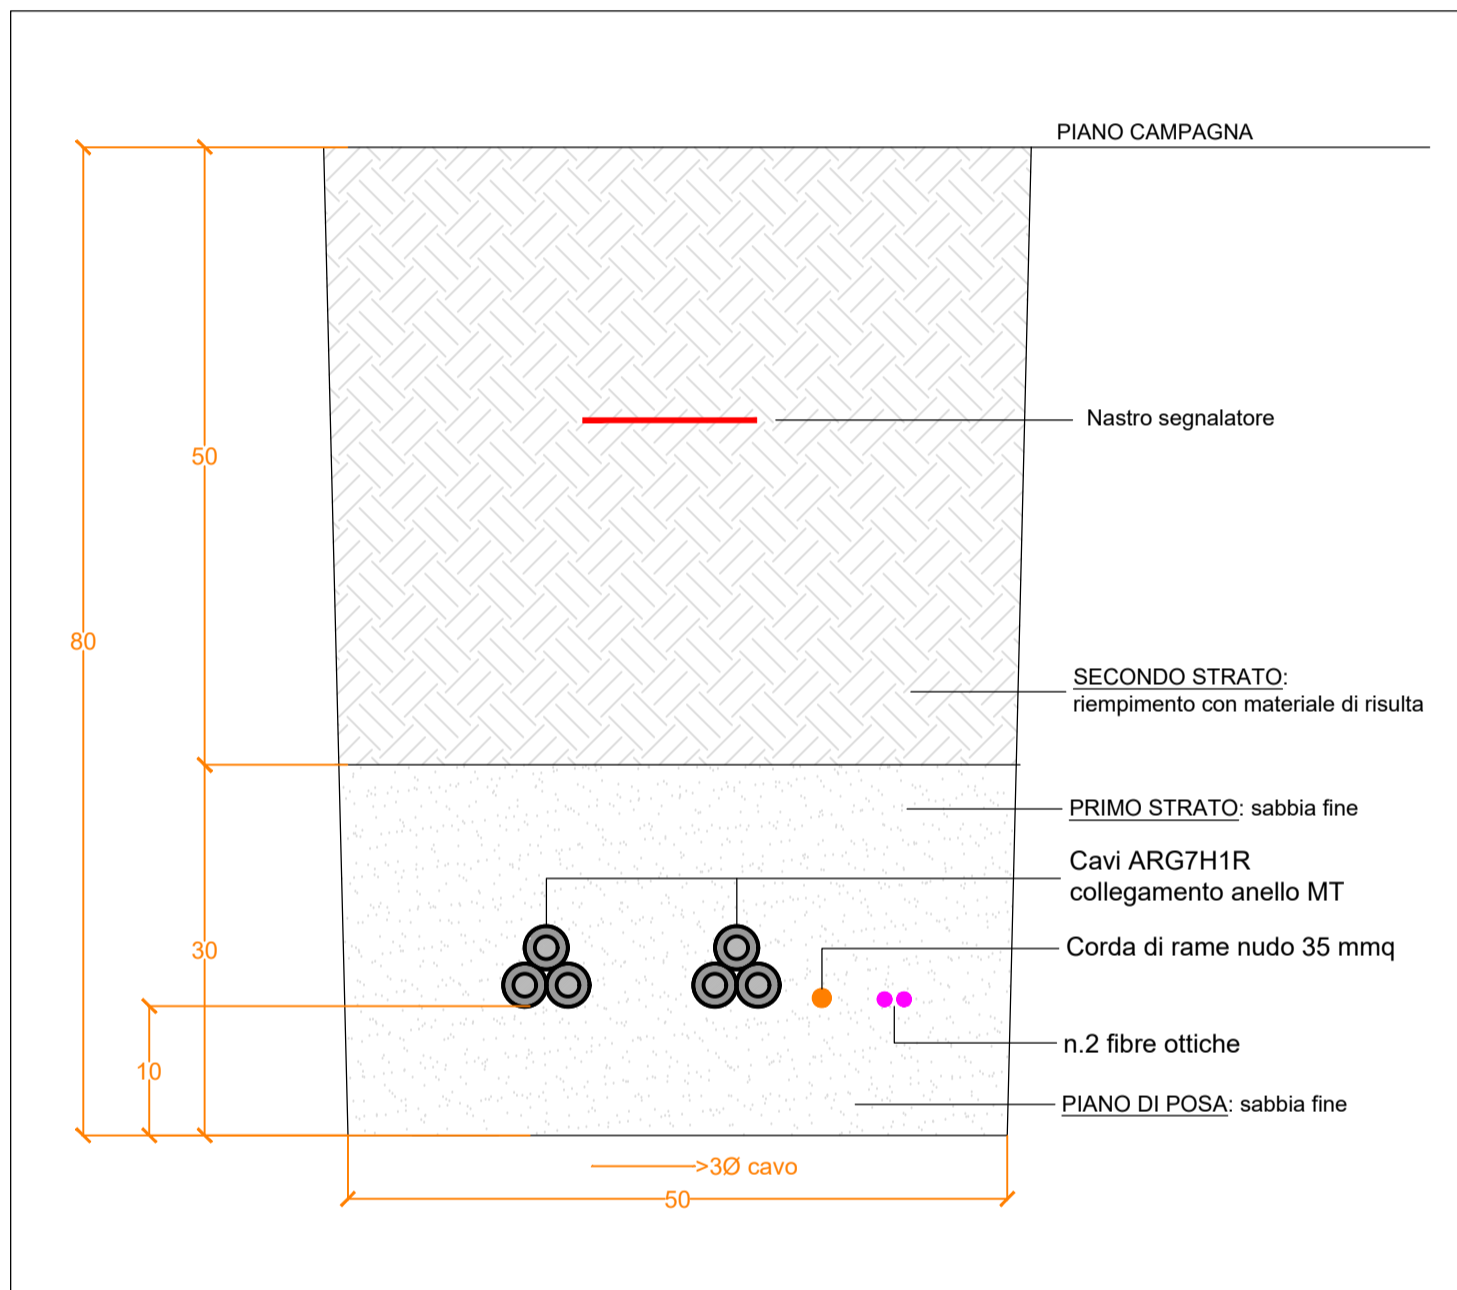 PIANO CAMPAGNA
Nastro segnalatore
50
80
SECONDO STRATO:
riempimento con materiale di risulta
PRIMO STRATO: sabbia fine
Cavi ARG7H1R
collegamento anello MT
30
Corda di rame nudo 35 mmq
n.2 fibre ottiche
10
PIANO DI POSA: sabbia fine
>3Ø cavo
50